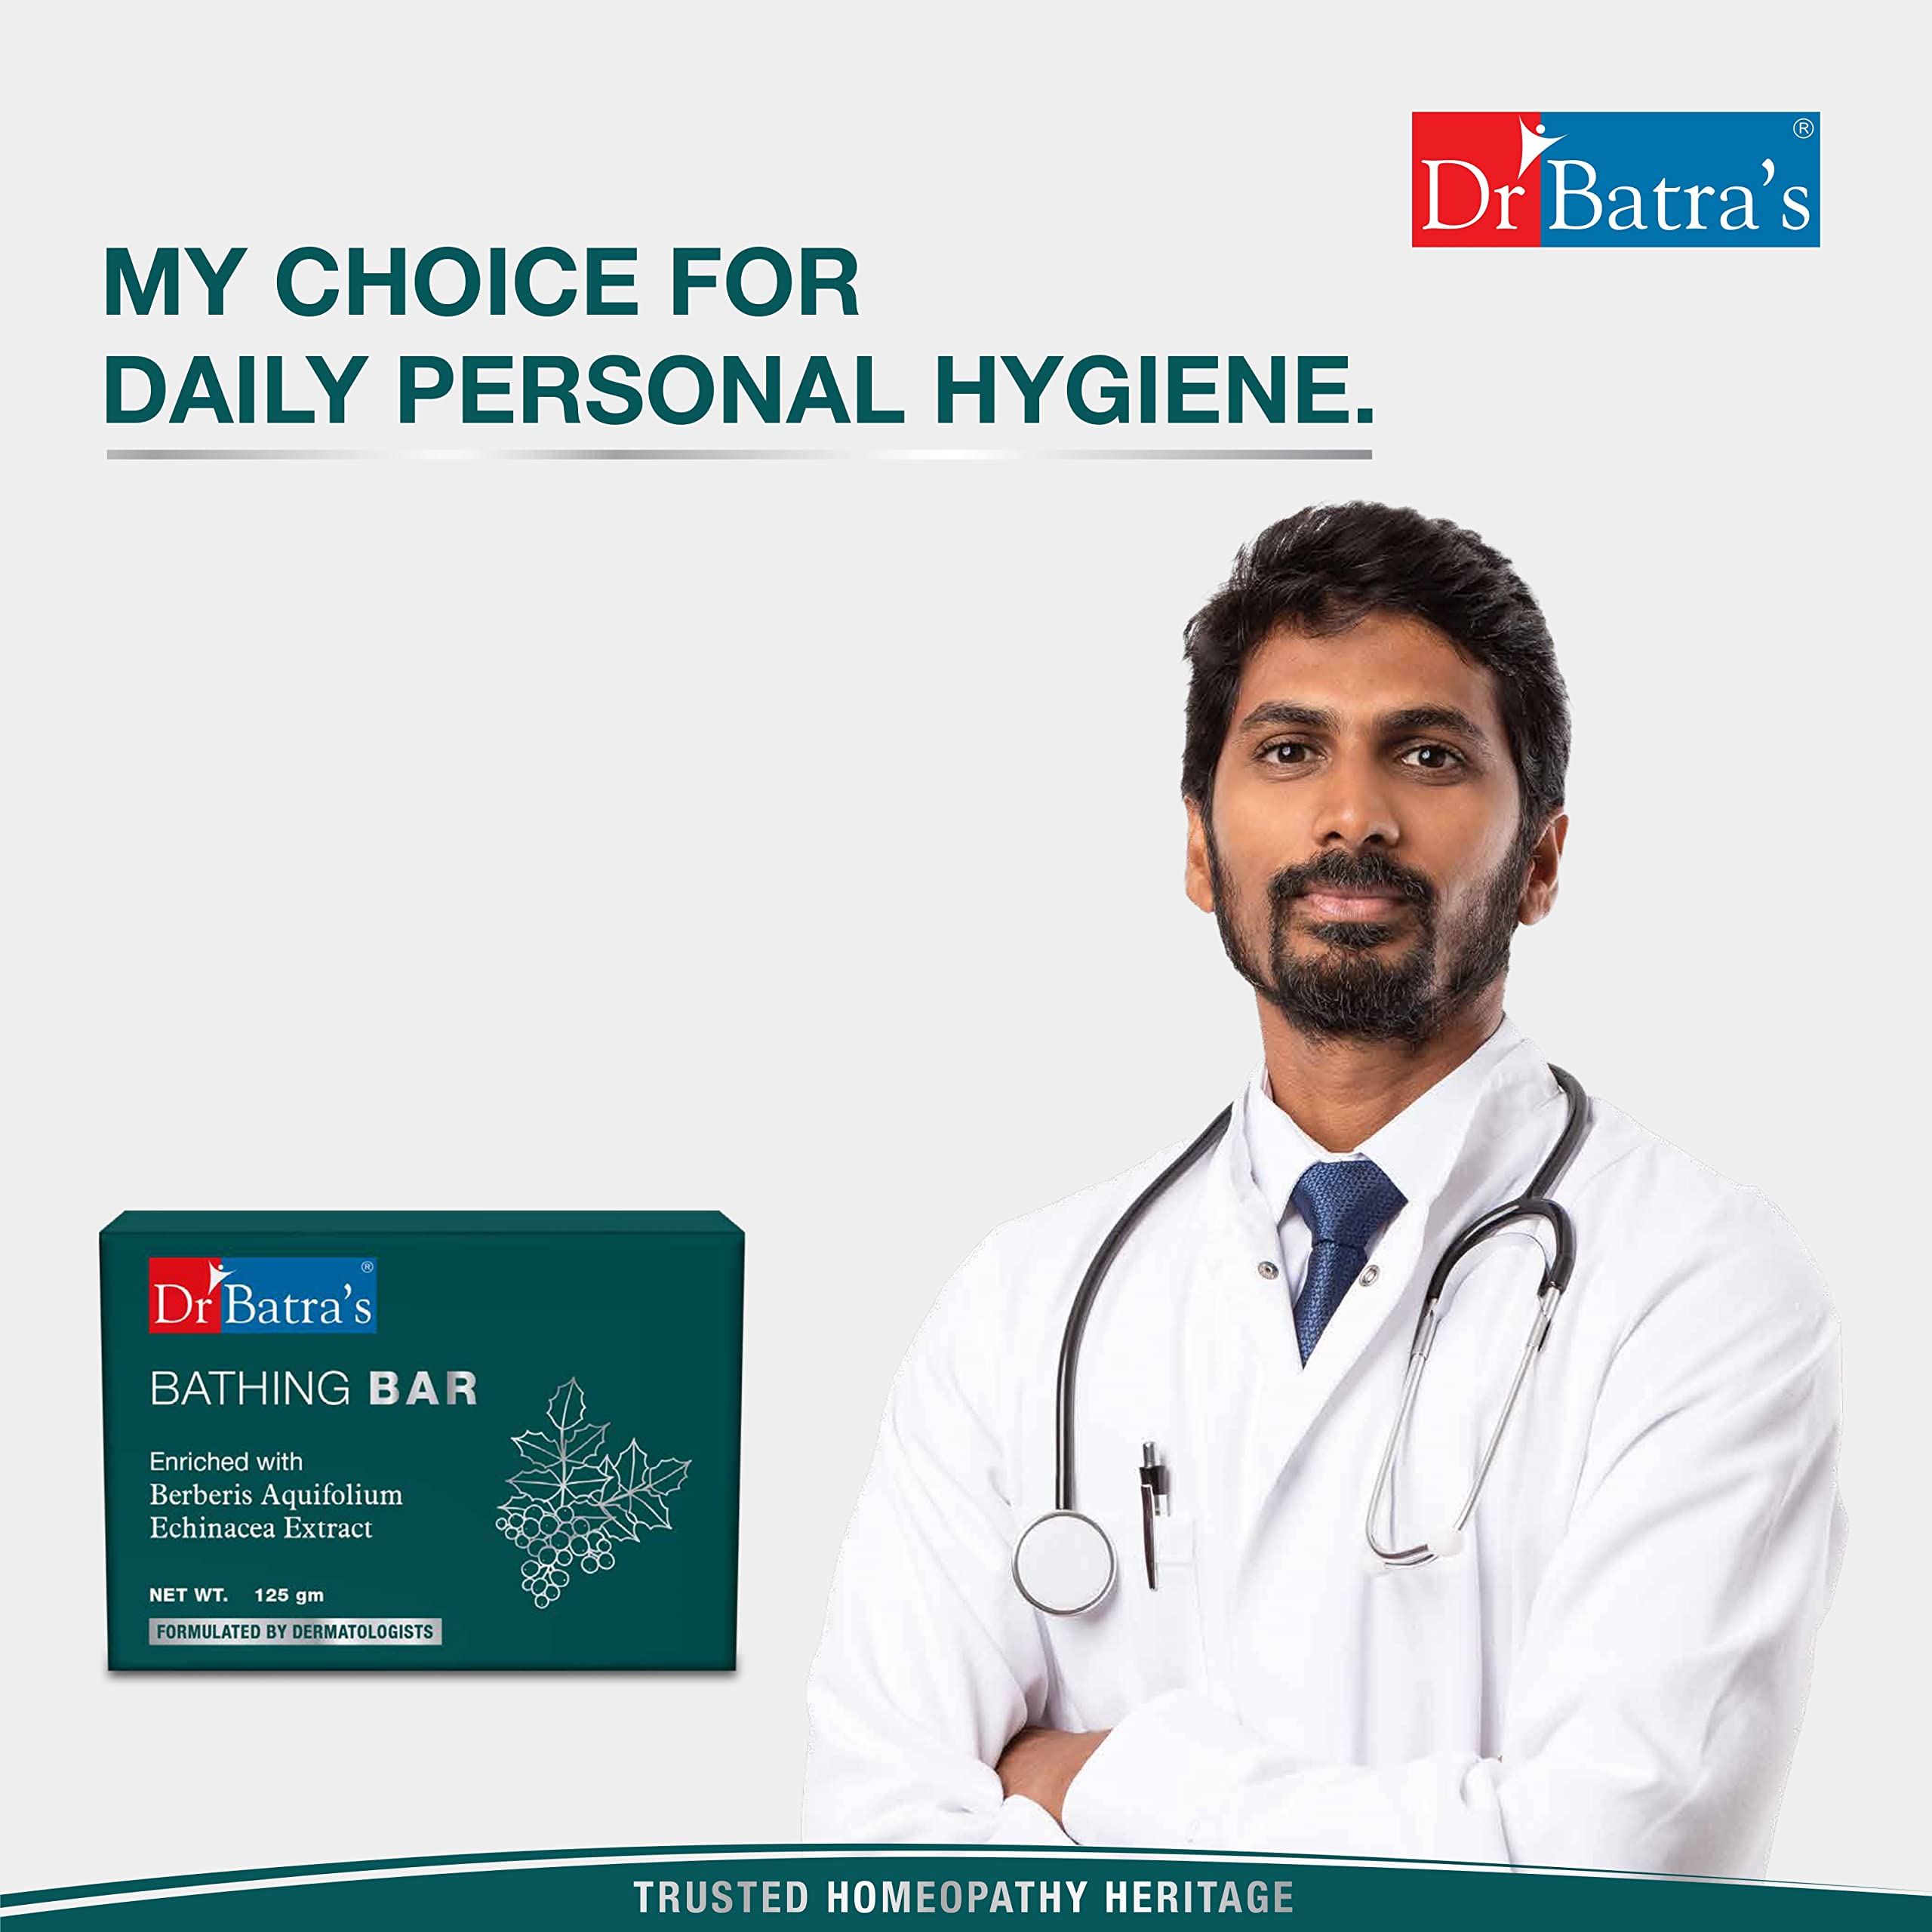 Dr Batra's ®
MY CHOICE FOR
DAILY PERSONAL HYGIENE.
Dr Batra's ®
BATHING BAR
Enriched with
Berberis Aquifolium
Echinacea Extract
NET WT. 125 gm
FORMULATED BY DERMATOLOGISTS
TRUSTED HOMEOPATHY HERITAGE